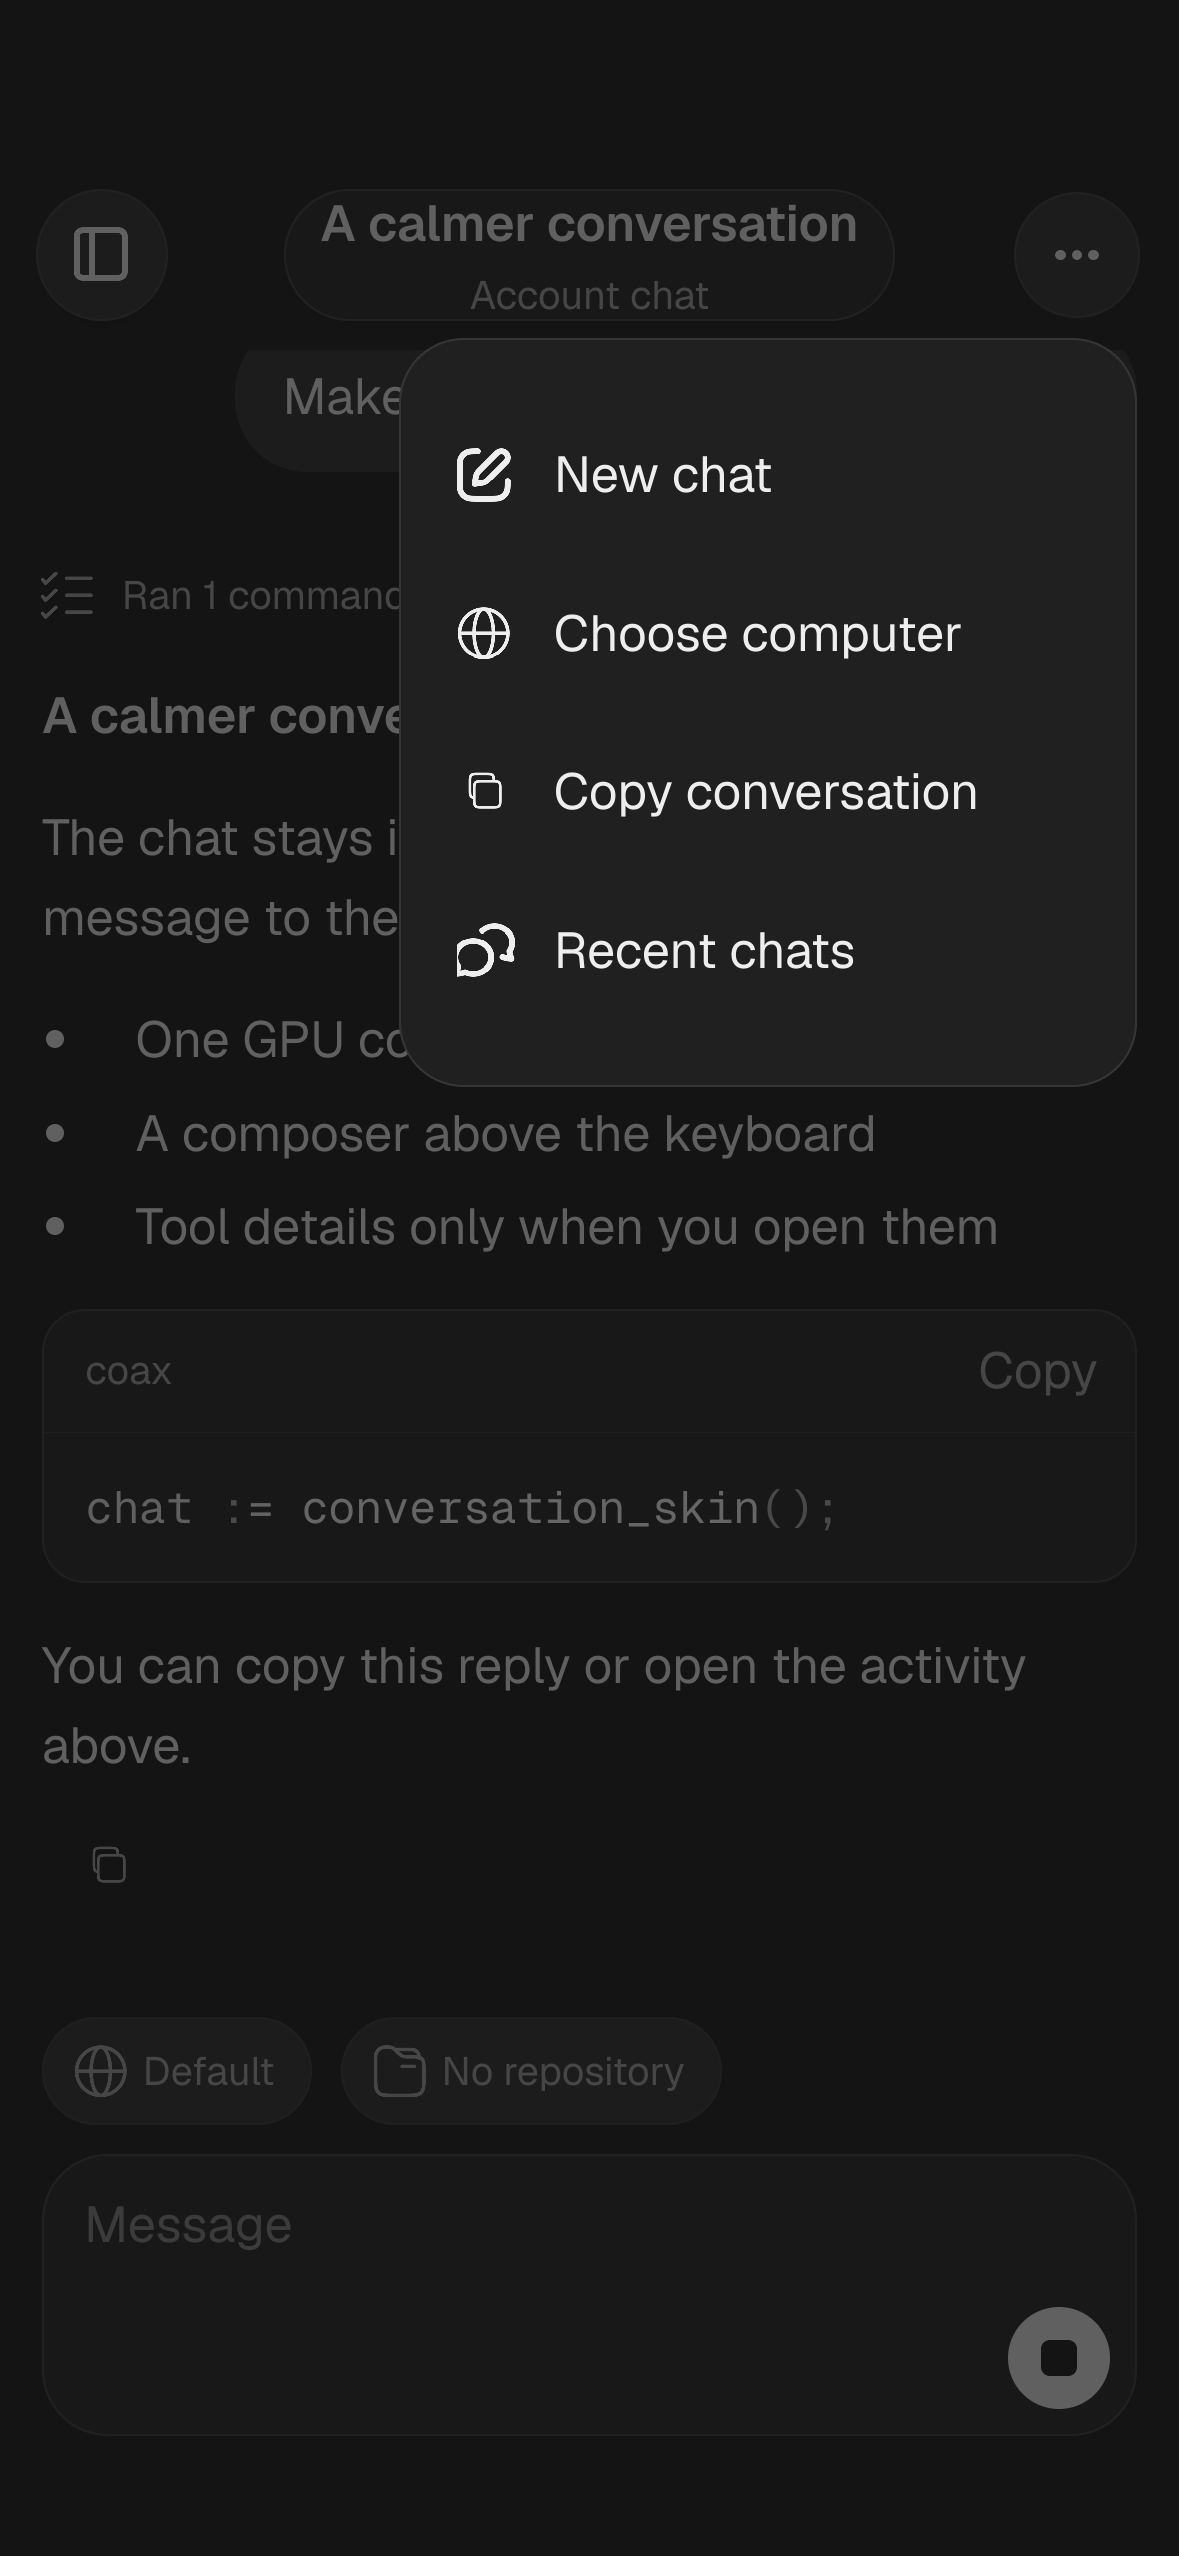 A calmer conversation
Account chat
Make
New chat
Choose computer
Copy conversation
Recent chats
Ran 1 command
A calmer conve
The chat stays i
message to the
One GPU co
A composer above the keyboard
Tool details only when you open them
coax
Copy
chat := conversation_skin();
You can copy this reply or open the activity
above.
Default
No repository
Message